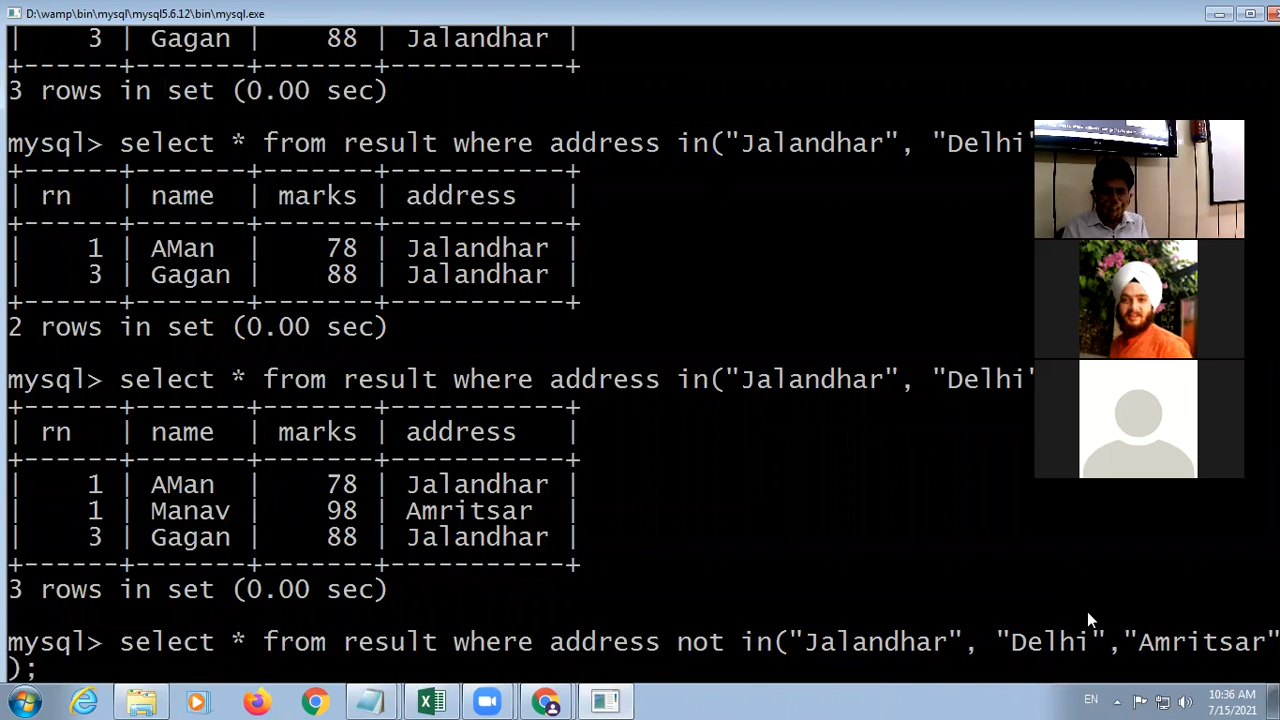 D:\wamp\bin\mysql\mysql5.6.12\bin\mysql.exe
| 3 | Gagan | 88 | Jalandhar |
+------+-------+-------+-----------+
3 rows in set (0.00 sec)
mysql> select * from result where address in("Jalandhar", "Delhi"
+------+-------+-------+-----------+
| rn | name | marks | address |
+------+-------+-------+-----------+
| 1 | AMan | 78 | Jalandhar |
| 3 | Gagan | 88 | Jalandhar |
+------+-------+-------+-----------+
2 rows in set (0.00 sec)
mysql> select * from result where address in("Jalandhar", "Delhi"
+------+-------+-------+-----------+
| rn | name | marks | address |
+------+-------+-------+-----------+
| 1 | AMan | 78 | Jalandhar |
| 1 | Manav | 98 | Amritsar |
| 3 | Gagan | 88 | Jalandhar |
+------+-------+-------+-----------+
3 rows in set (0.00 sec)
mysql> select * from result where address not in("Jalandhar", "Delhi","Amritsar"
);
EN
10:36 AM
7/15/2021